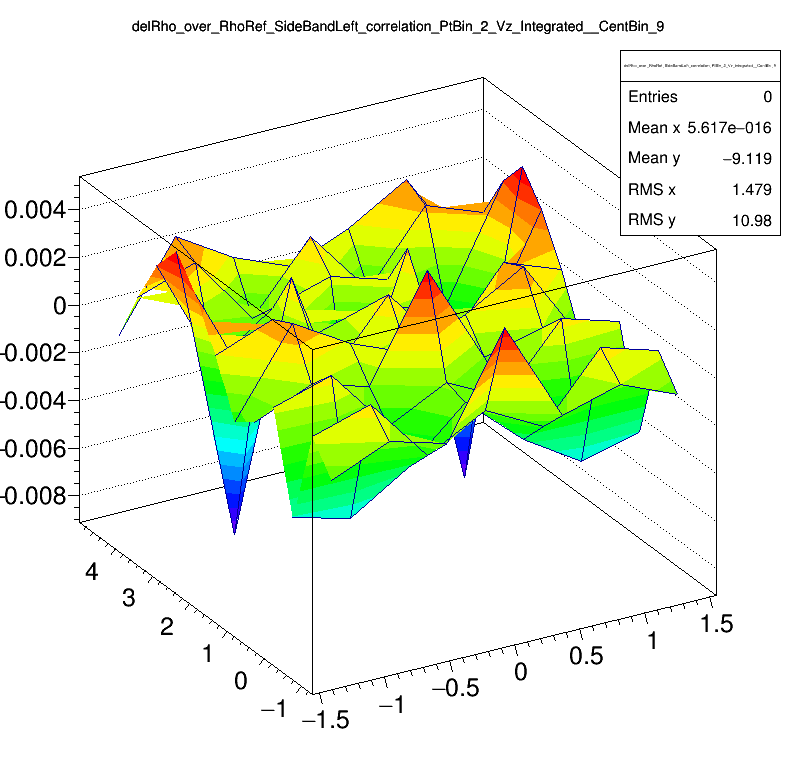 delRho_over_RhoRef_SideBandLeft_correlation_PtBin_2_Vz_Integrated__CentBin_9
delRho_over_RhoRef_SideBandLeft_correlation_PtBin_2_Vz_Integrated__CentBin_9
Entries 0
Mean x 5.617e−016
Mean y −9.119
RMS x 1.479
RMS y 10.98
0.004
0.002
0
−0.002
−0.004
−0.006
−0.008
4
3
2
1
0
−1
−1.5
−1
−0.5
0
0.5
1
1.5